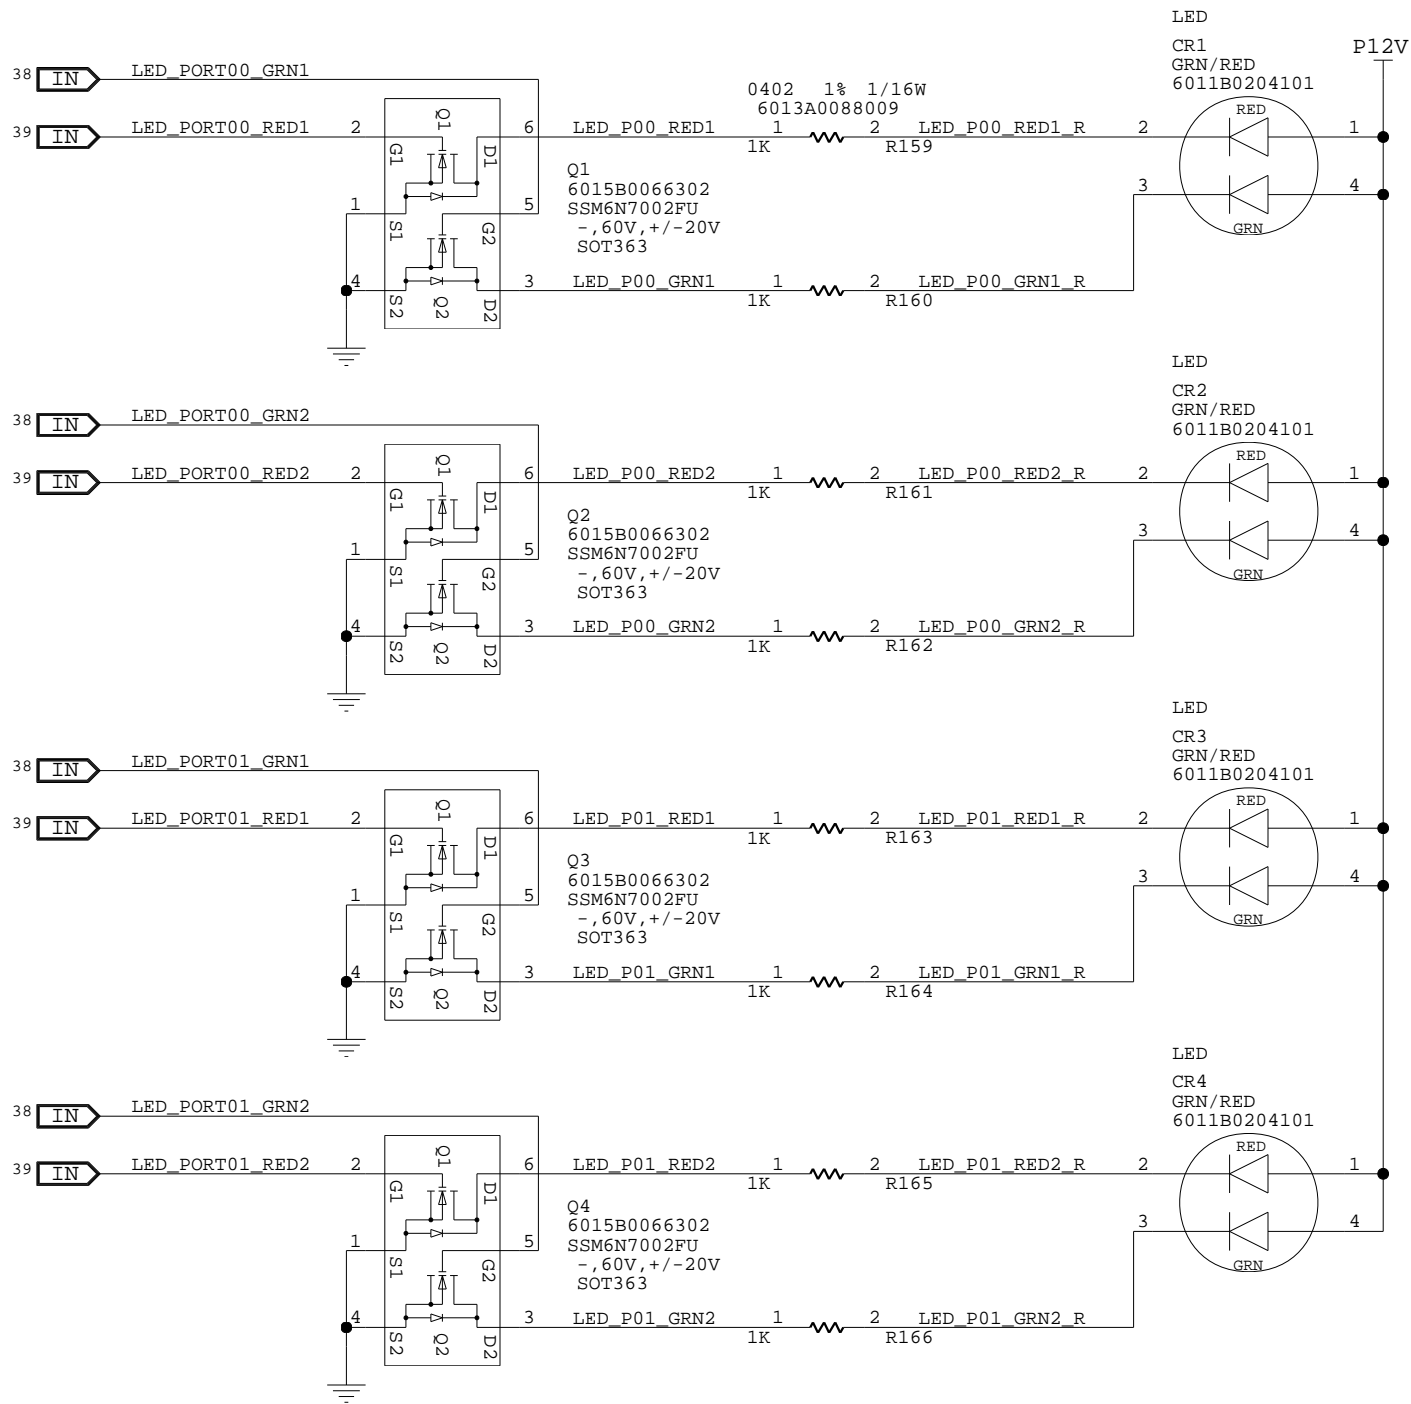 LED
CR1
GRN/RED
6011B0204101
P12V
38 IN LED_PORT00_GRN1
0402 1% 1/16W
6013A0088009
RED
39 IN LED_PORT00_RED1 2 Q1 6 LED_P00_RED1 1 2 LED_P00_RED1_R 2 1
G1 D1 1K R159
Q1
6015B0066302
SSM6N7002FU
-,60V,+/-20V
SOT363
3 4
1 5
S1 G2
GRN
4 3 LED_P00_GRN1 1 2 LED_P00_GRN1_R
S2 Q2 D2 1K R160
LED
CR2
GRN/RED
6011B0204101
38 IN LED_PORT00_GRN2
RED
39 IN LED_PORT00_RED2 2 Q1 6 LED_P00_RED2 1 2 LED_P00_RED2_R 2 1
G1 D1 1K R161
Q2
6015B0066302
SSM6N7002FU
-,60V,+/-20V
SOT363
3 4
1 5
S1 G2
GRN
4 3 LED_P00_GRN2 1 2 LED_P00_GRN2_R
S2 Q2 D2 1K R162
LED
CR3
GRN/RED
6011B0204101
38 IN LED_PORT01_GRN1
RED
39 IN LED_PORT01_RED1 2 Q1 6 LED_P01_RED1 1 2 LED_P01_RED1_R 2 1
G1 D1 1K R163
Q3
6015B0066302
SSM6N7002FU
-,60V,+/-20V
SOT363
3 4
1 5
S1 G2
GRN
4 3 LED_P01_GRN1 1 2 LED_P01_GRN1_R
S2 Q2 D2 1K R164
LED
CR4
GRN/RED
6011B0204101
38 IN LED_PORT01_GRN2
RED
39 IN LED_PORT01_RED2 2 Q1 6 LED_P01_RED2 1 2 LED_P01_RED2_R 2 1
G1 D1 1K R165
Q4
6015B0066302
SSM6N7002FU
-,60V,+/-20V
SOT363
3 4
1 5
S1 G2
GRN
4 3 LED_P01_GRN2 1 2 LED_P01_GRN2_R
S2 Q2 D2 1K R166